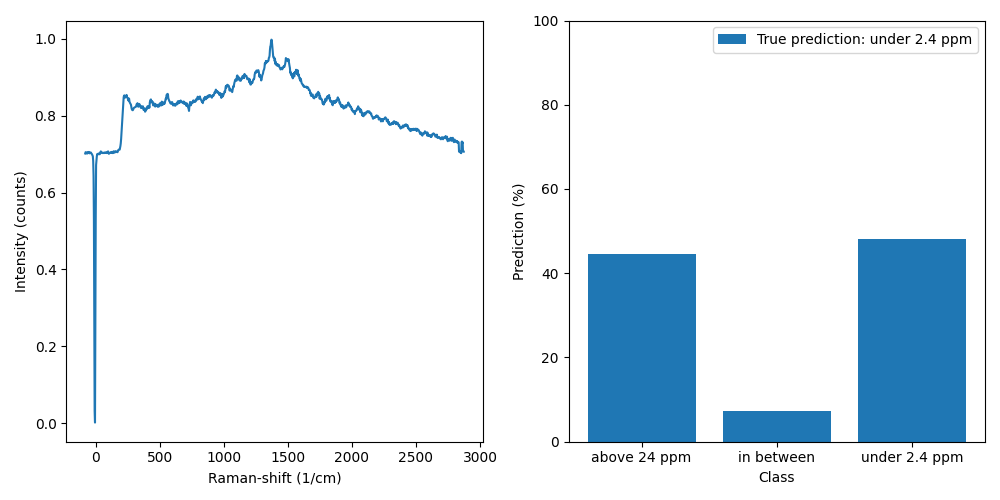 Intensity (counts)
1.0
0.8
0.6
0.4
0.2
0.0
0 500 1000 1500 2000 2500 3000
Raman-shift (1/cm)
Prediction (%)
100
80
60
40
20
0
True prediction: under 2.4 ppm
above 24 ppm in between under 2.4 ppm
Class